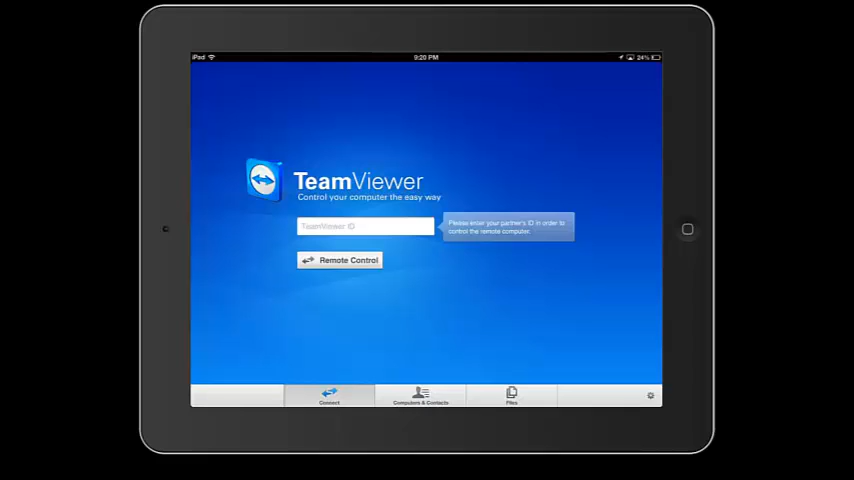 iPad 9:20 PM 24%
TeamViewer
Control your computer the easy way
TeamViewer ID
Please enter your partner's ID in order to
control the remote computer.
Remote Control
Connect Computers & Contacts Files